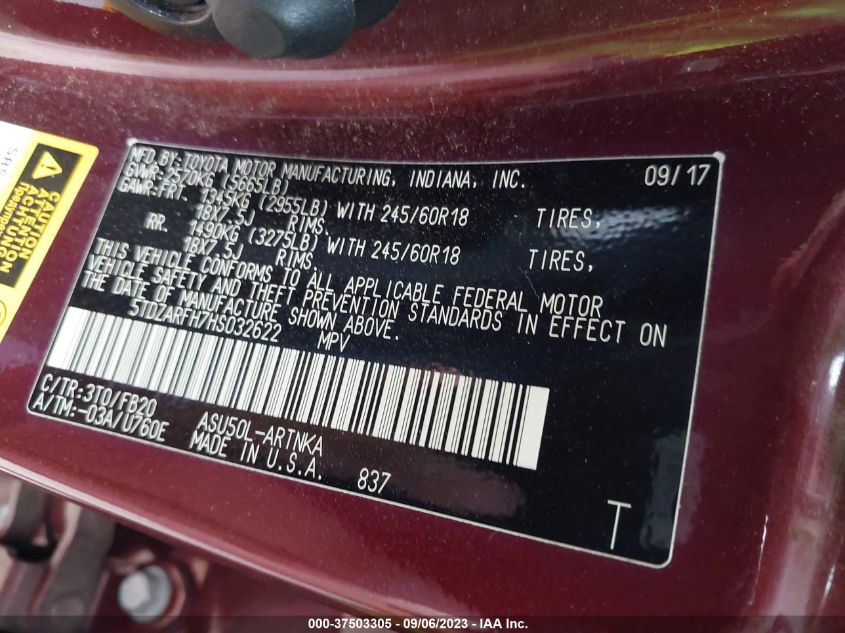 MFD.BY:TOYOTA MOTOR MANUFACTURING, INDIANA, INC. 09/17
GVWR:2570KG (5665LB)
GAWR:FRT. 1345KG (2955LB) WITH 245/60R18 TIRES,
18X7.5J RIMS.
RR. 1490KG (3275LB) WITH 245/60R18 TIRES,
18X7.5J RIMS.
THIS VEHICLE CONFORMS TO ALL APPLICABLE FEDERAL MOTOR
VEHICLE SAFETY AND THEFT PREVENTION STANDARDS IN EFFECT ON
THE DATE OF MANUFACTURE SHOWN ABOVE.
5TDZARFH7HS032622 MPV
C/TR:3T0/FB20
A/TM:-03A/U760E
ASU50L-ARTNKA
MADE IN U.S.A. 837
T
SRS
CAUTION
ACHTUNG
ATTENTION
000-37503305 - 09/06/2023 - IAAI Inc.